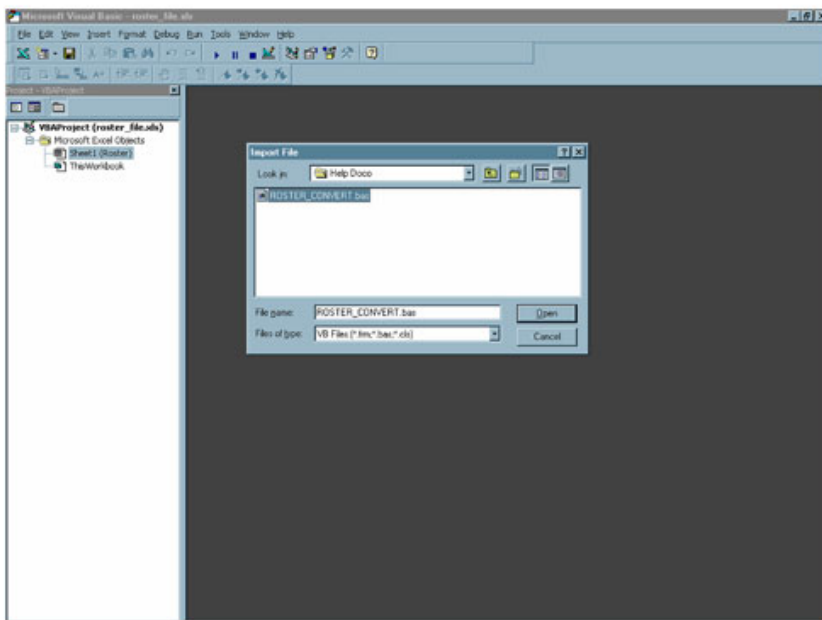 Microsoft Visual Basic - roster_file.xls
File Edit View Insert Format Debug Run Tools Window Help
Project - VBAProject
VBAProject (roster_file.xls)
Microsoft Excel Objects
Sheet1 (Roster)
ThisWorkbook
Import File
Look in: Help Doco
ROSTER_CONVERT.bas
File name: ROSTER_CONVERT.bas Open
Files of type: VB Files (*.frm;*.bas;*.cls) Cancel